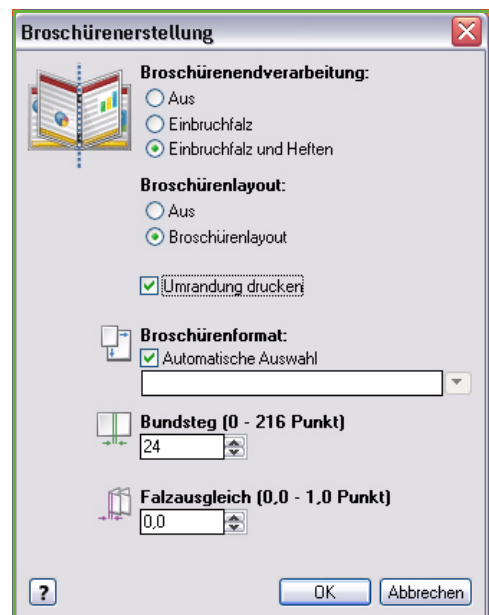 Broschürenerstellung
Broschürenendverarbeitung:
Aus
Einbruchfalz
Einbruchfalz und Heften
Broschürenlayout:
Aus
Broschürenlayout
Umrandung drucken
Broschürenformat:
Automatische Auswahl
Bundsteg (0 - 216 Punkt)
24
Falzausgleich (0,0 - 1,0 Punkt)
0,0
? OK Abbrechen